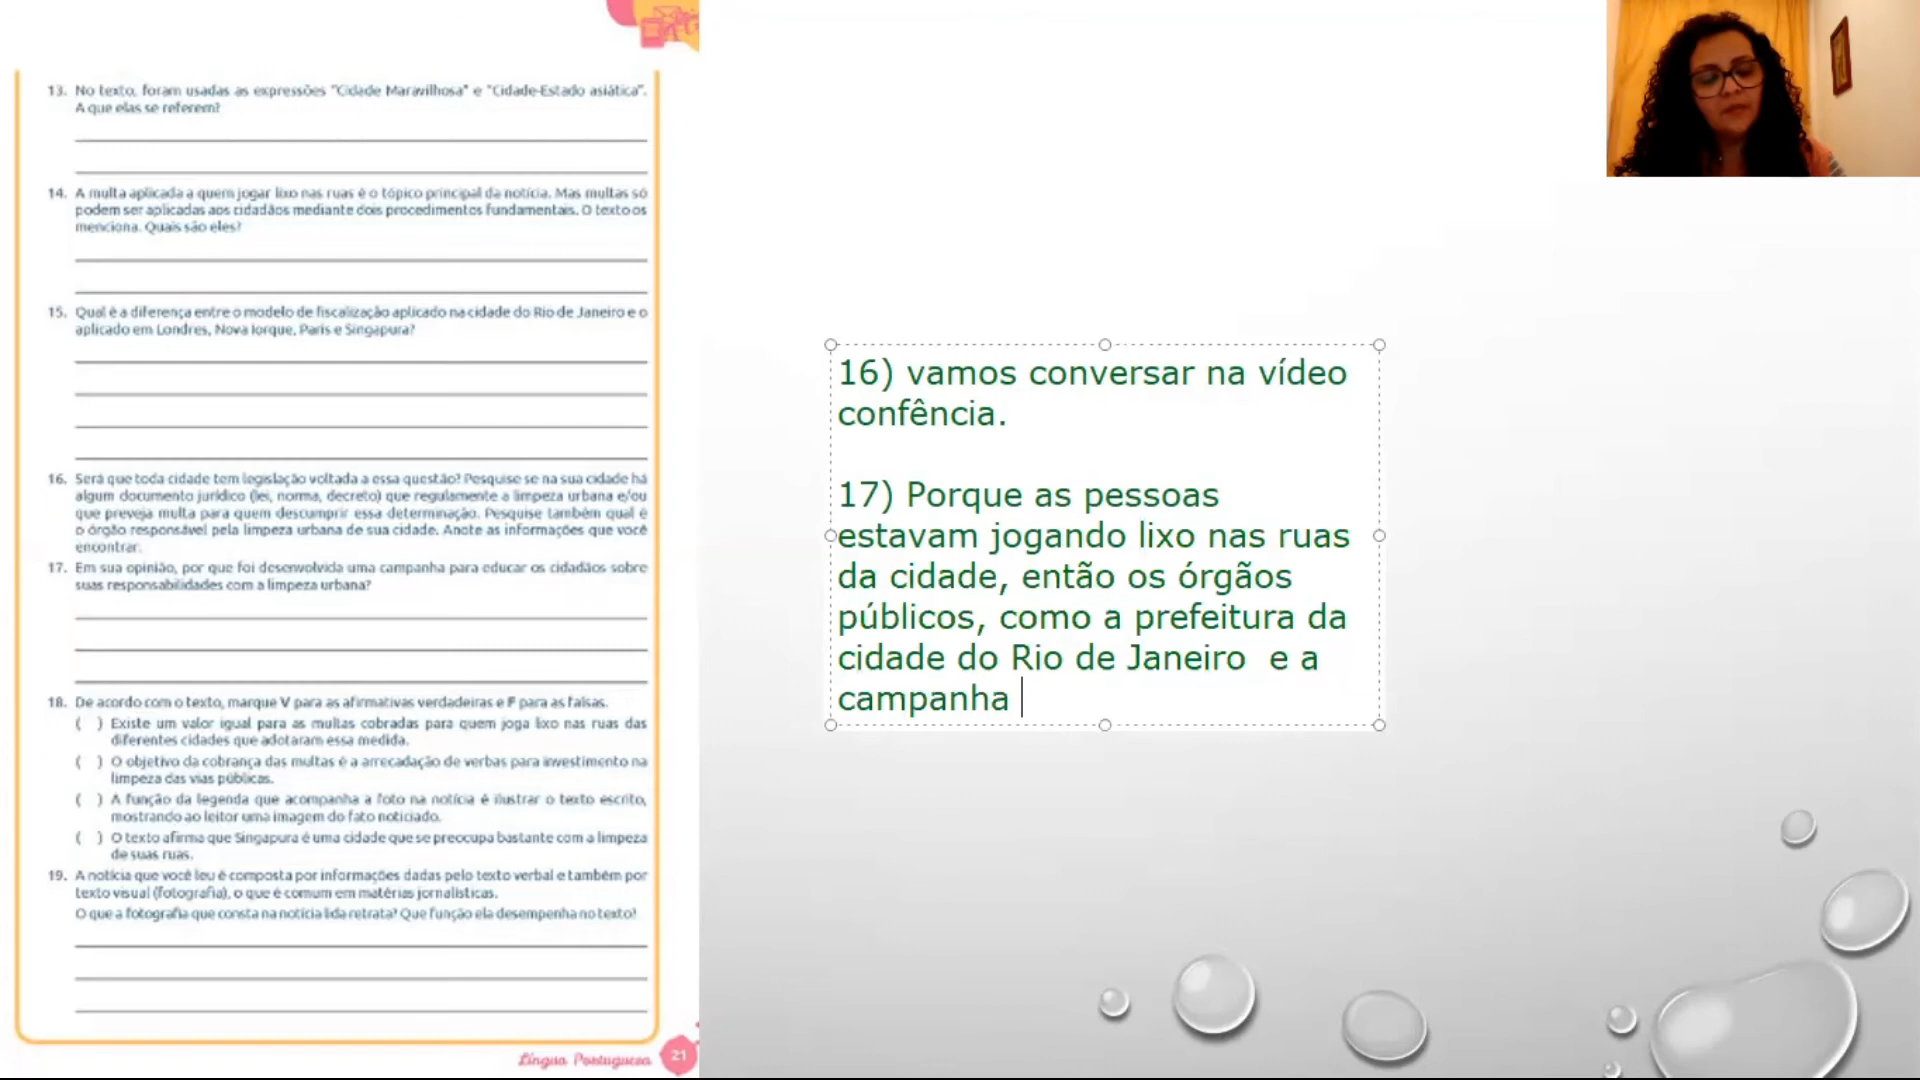 13. No texto, foram usadas as expressões "Cidade Maravilhosa" e "Cidade-Estado asiática".
A que elas se referem?
14. A multa aplicada a quem jogar lixo nas ruas é o tópico principal da notícia. Mas multas só
podem ser aplicadas aos cidadãos mediante dois procedimentos fundamentais. O texto os
menciona. Quais são eles?
15. Qual é a diferença entre o modelo de fiscalização aplicado na cidade do Rio de Janeiro e o
aplicado em Londres, Nova Iorque, Paris e Singapura?
16. Será que toda cidade tem legislação voltada a essa questão? Pesquise se na sua cidade há
algum documento jurídico (lei, norma, decreto) que regulamente a limpeza urbana e/ou
que preveja multa para quem descumprir essa determinação. Pesquise também qual é
o órgão responsável pela limpeza urbana de sua cidade. Anote as informações que você
encontrar.
17. Em sua opinião, por que foi desenvolvida uma campanha para educar os cidadãos sobre
suas responsabilidades com a limpeza urbana?
18. De acordo com o texto, marque V para as afirmativas verdadeiras e F para as falsas.
( ) Existe um valor igual para as multas cobradas para quem joga lixo nas ruas das
diferentes cidades que adotaram essa medida.
( ) O objetivo da cobrança das multas é a arrecadação de verbas para investimento na
limpeza das vias públicas.
( ) A função da legenda que acompanha a foto na notícia é ilustrar o texto escrito,
mostrando ao leitor uma imagem do fato noticiado.
( ) O texto afirma que Singapura é uma cidade que se preocupa bastante com a limpeza
de suas ruas.
19. A notícia que você leu é composta por informações dadas pelo texto verbal e também por
texto visual (fotografia), o que é comum em matérias jornalísticas.
O que a fotografia que consta na notícia lida retrata? Que função ela desempenha no texto?
Língua Portuguesa 21
16) vamos conversar na vídeo
confência.
17) Porque as pessoas
estavam jogando lixo nas ruas
da cidade, então os órgãos
públicos, como a prefeitura da
cidade do Rio de Janeiro e a
campanha